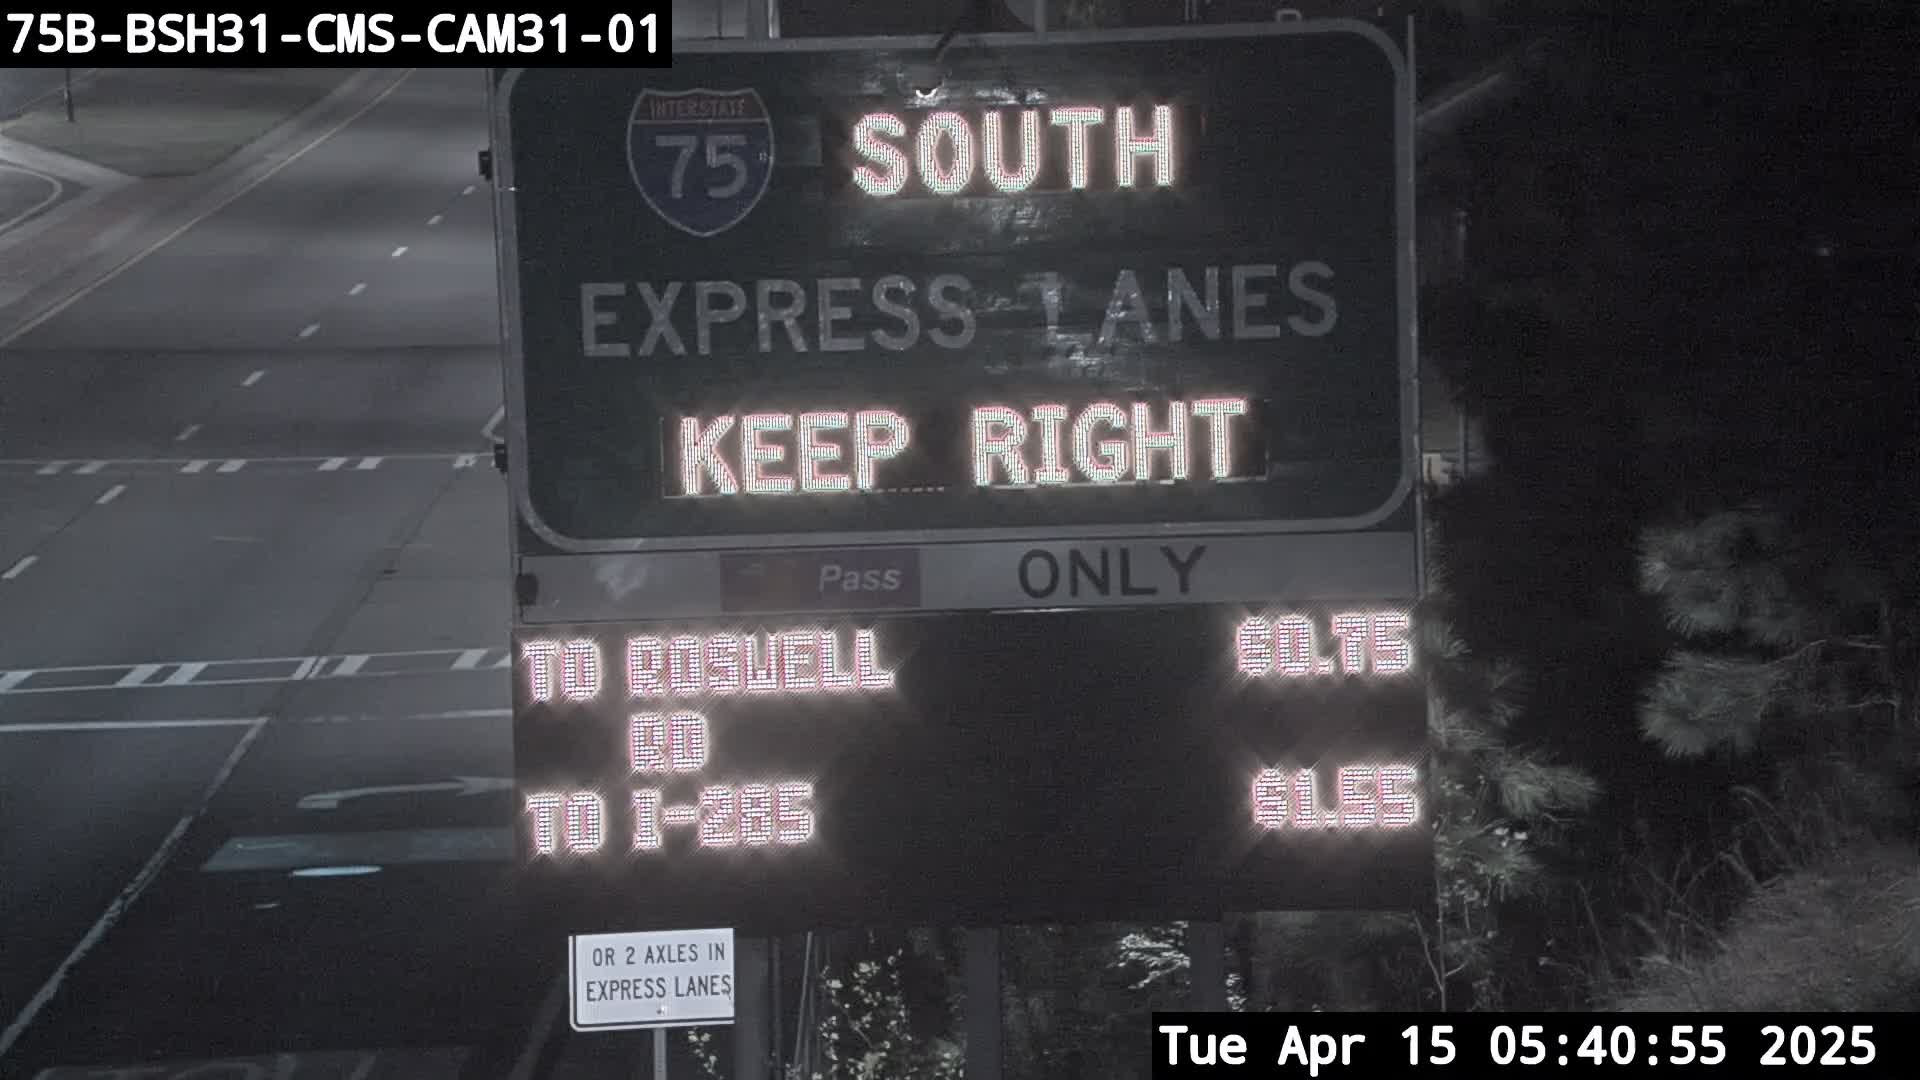 75B-BSH31-CMS-CAM31-01
INTERSTATE
75
SOUTH
EXPRESS LANES
KEEP RIGHT
Pass ONLY
TO ROSWELL $0.75
RD
TO I-285 $1.55
OR 2 AXLES IN
EXPRESS LANES
Tue Apr 15 05:40:55 2025